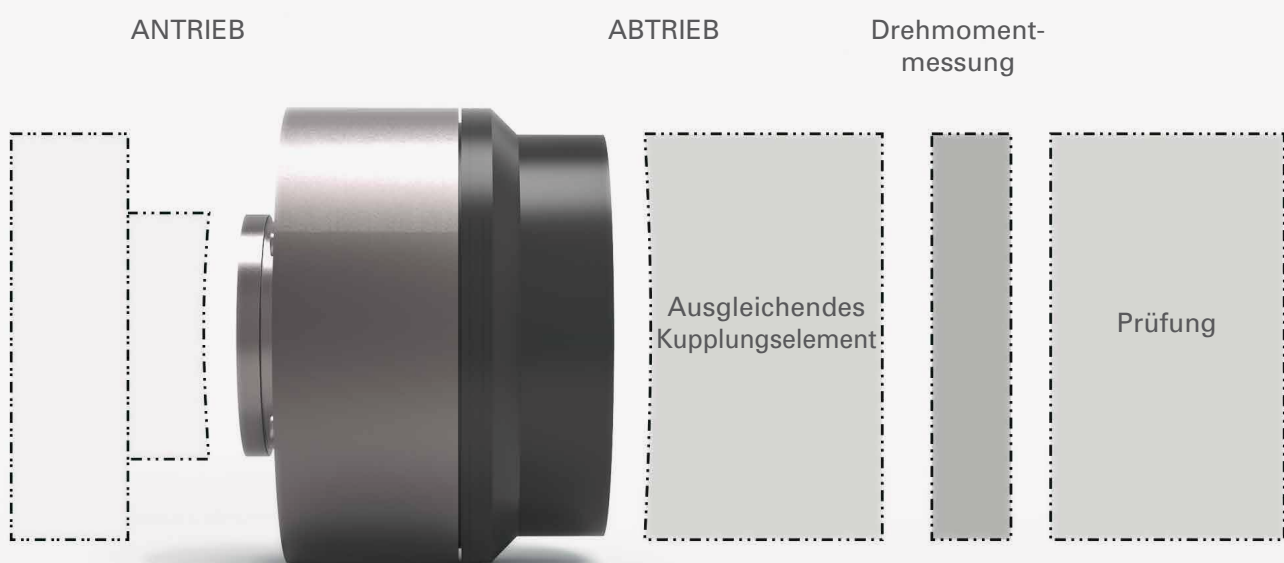 ANTRIEB
ABTRIEB
Drehmoment-
messung
Ausgleichendes
Kupplungselement
Prüfung